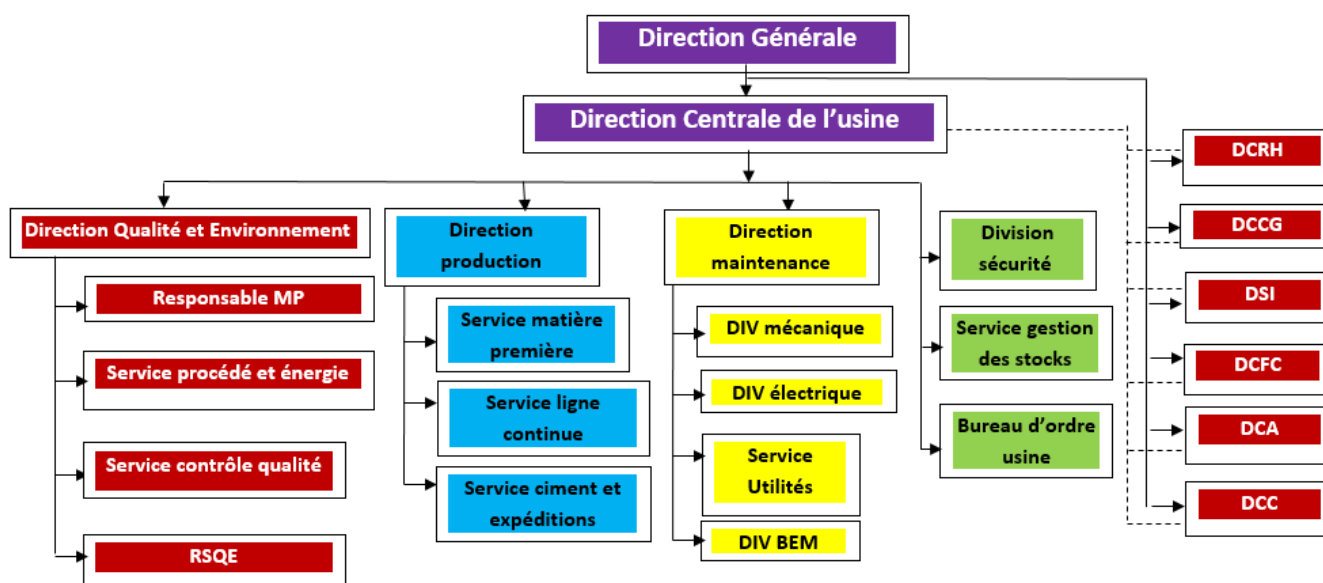 Direction Générale
Direction Centrale de l’usine
DCRH
DCCG
DSI
DCFC
DCA
DCC
Direction Qualité et Environnement
Responsable MP
Service procédé et énergie
Service contrôle qualité
RSQE
Direction
production
Service matière
première
Service ligne
continue
Service ciment et
expéditions
Direction
maintenance
DIV mécanique
DIV électrique
Service
Utilités
DIV BEM
Division
sécurité
Service gestion
des stocks
Bureau d’ordre
usine